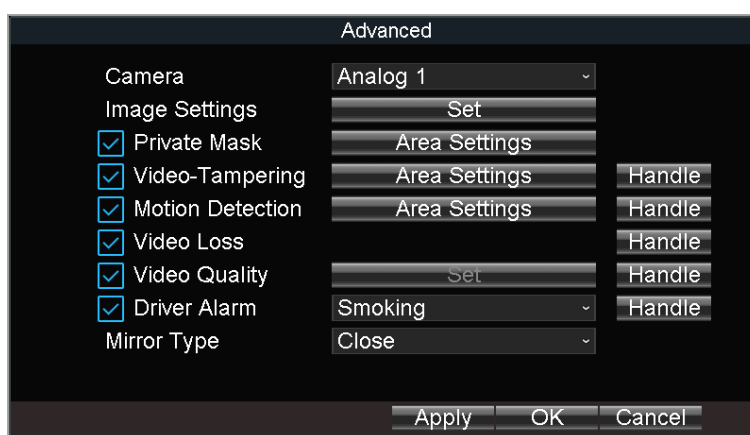 Advanced
Camera Analog 1
Image Settings Set
Private Mask Area Settings
Video-Tampering Area Settings Handle
Motion Detection Area Settings Handle
Video Loss Handle
Video Quality Set Handle
Driver Alarm Smoking Handle
Mirror Type Close
Apply OK Cancel